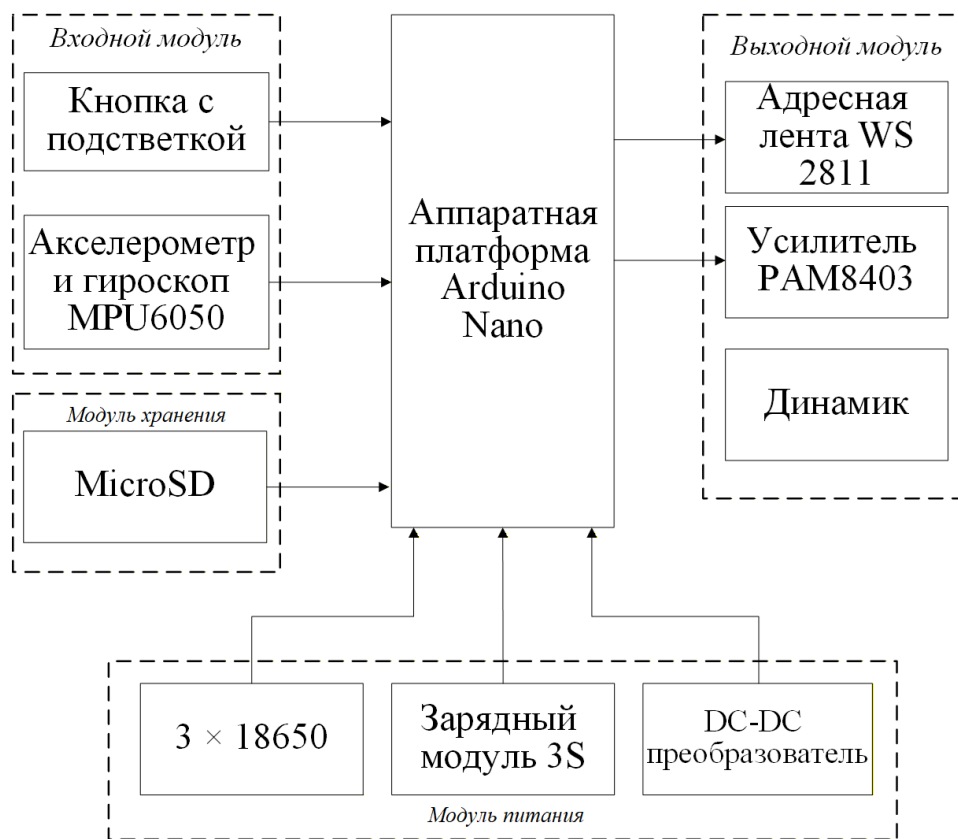 Входной модуль
Кнопка с
подстветкой
Акселерометр
и гироскоп
MPU6050
Модуль хранения
MicroSD
Аппаратная
платформа
Arduino
Nano
Выходной модуль
Адресная
лента WS
2811
Усилитель
PAM8403
Динамик
3 × 18650
Зарядный
модуль 3S
DC-DC
преобразователь
Модуль питания